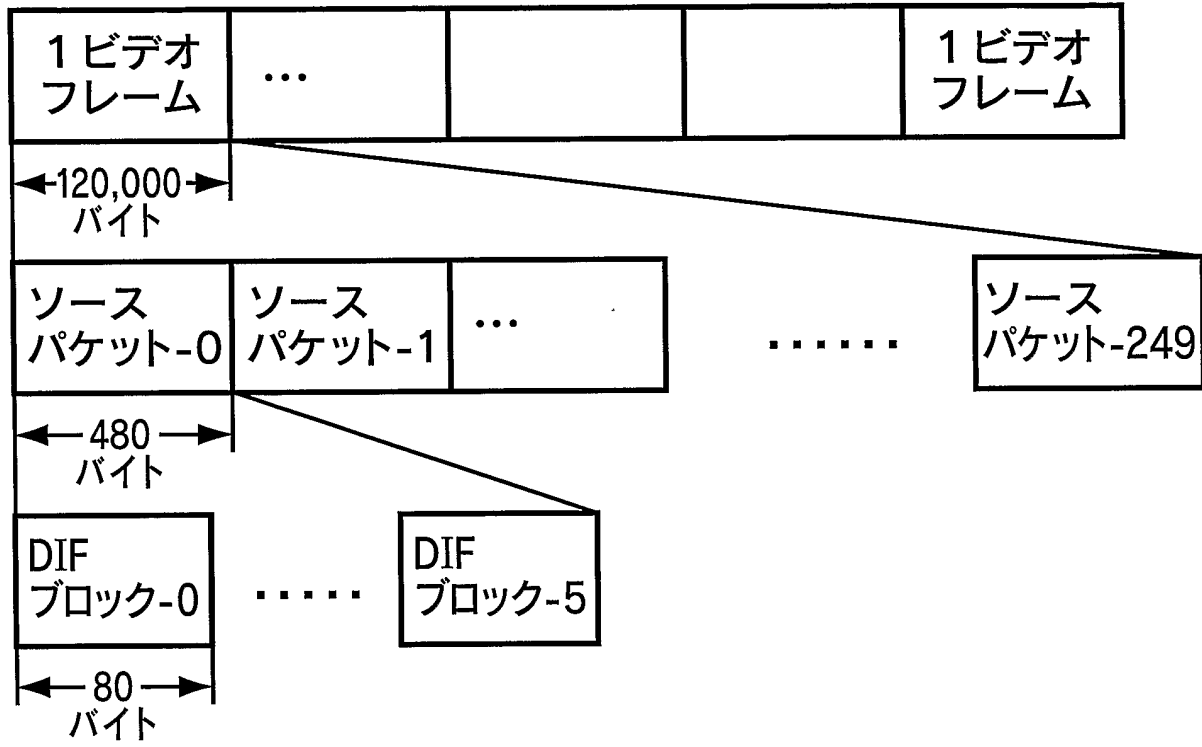 1 ビデオ
フレーム
...
1 ビデオ
フレーム
120,000
バイト
ソース
パケット-0
ソース
パケット-1
...
......
ソース
パケット-249
480
バイト
DIF
ブロック-0
.....
DIF
ブロック-5
80
バイト